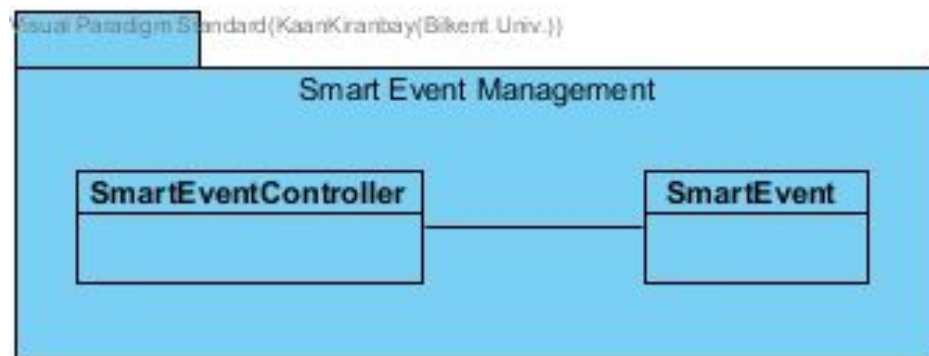 Visual Paradigm Standard(KaanKiranbay(Bilkent Univ.))
Smart Event Management
SmartEventController
SmartEvent